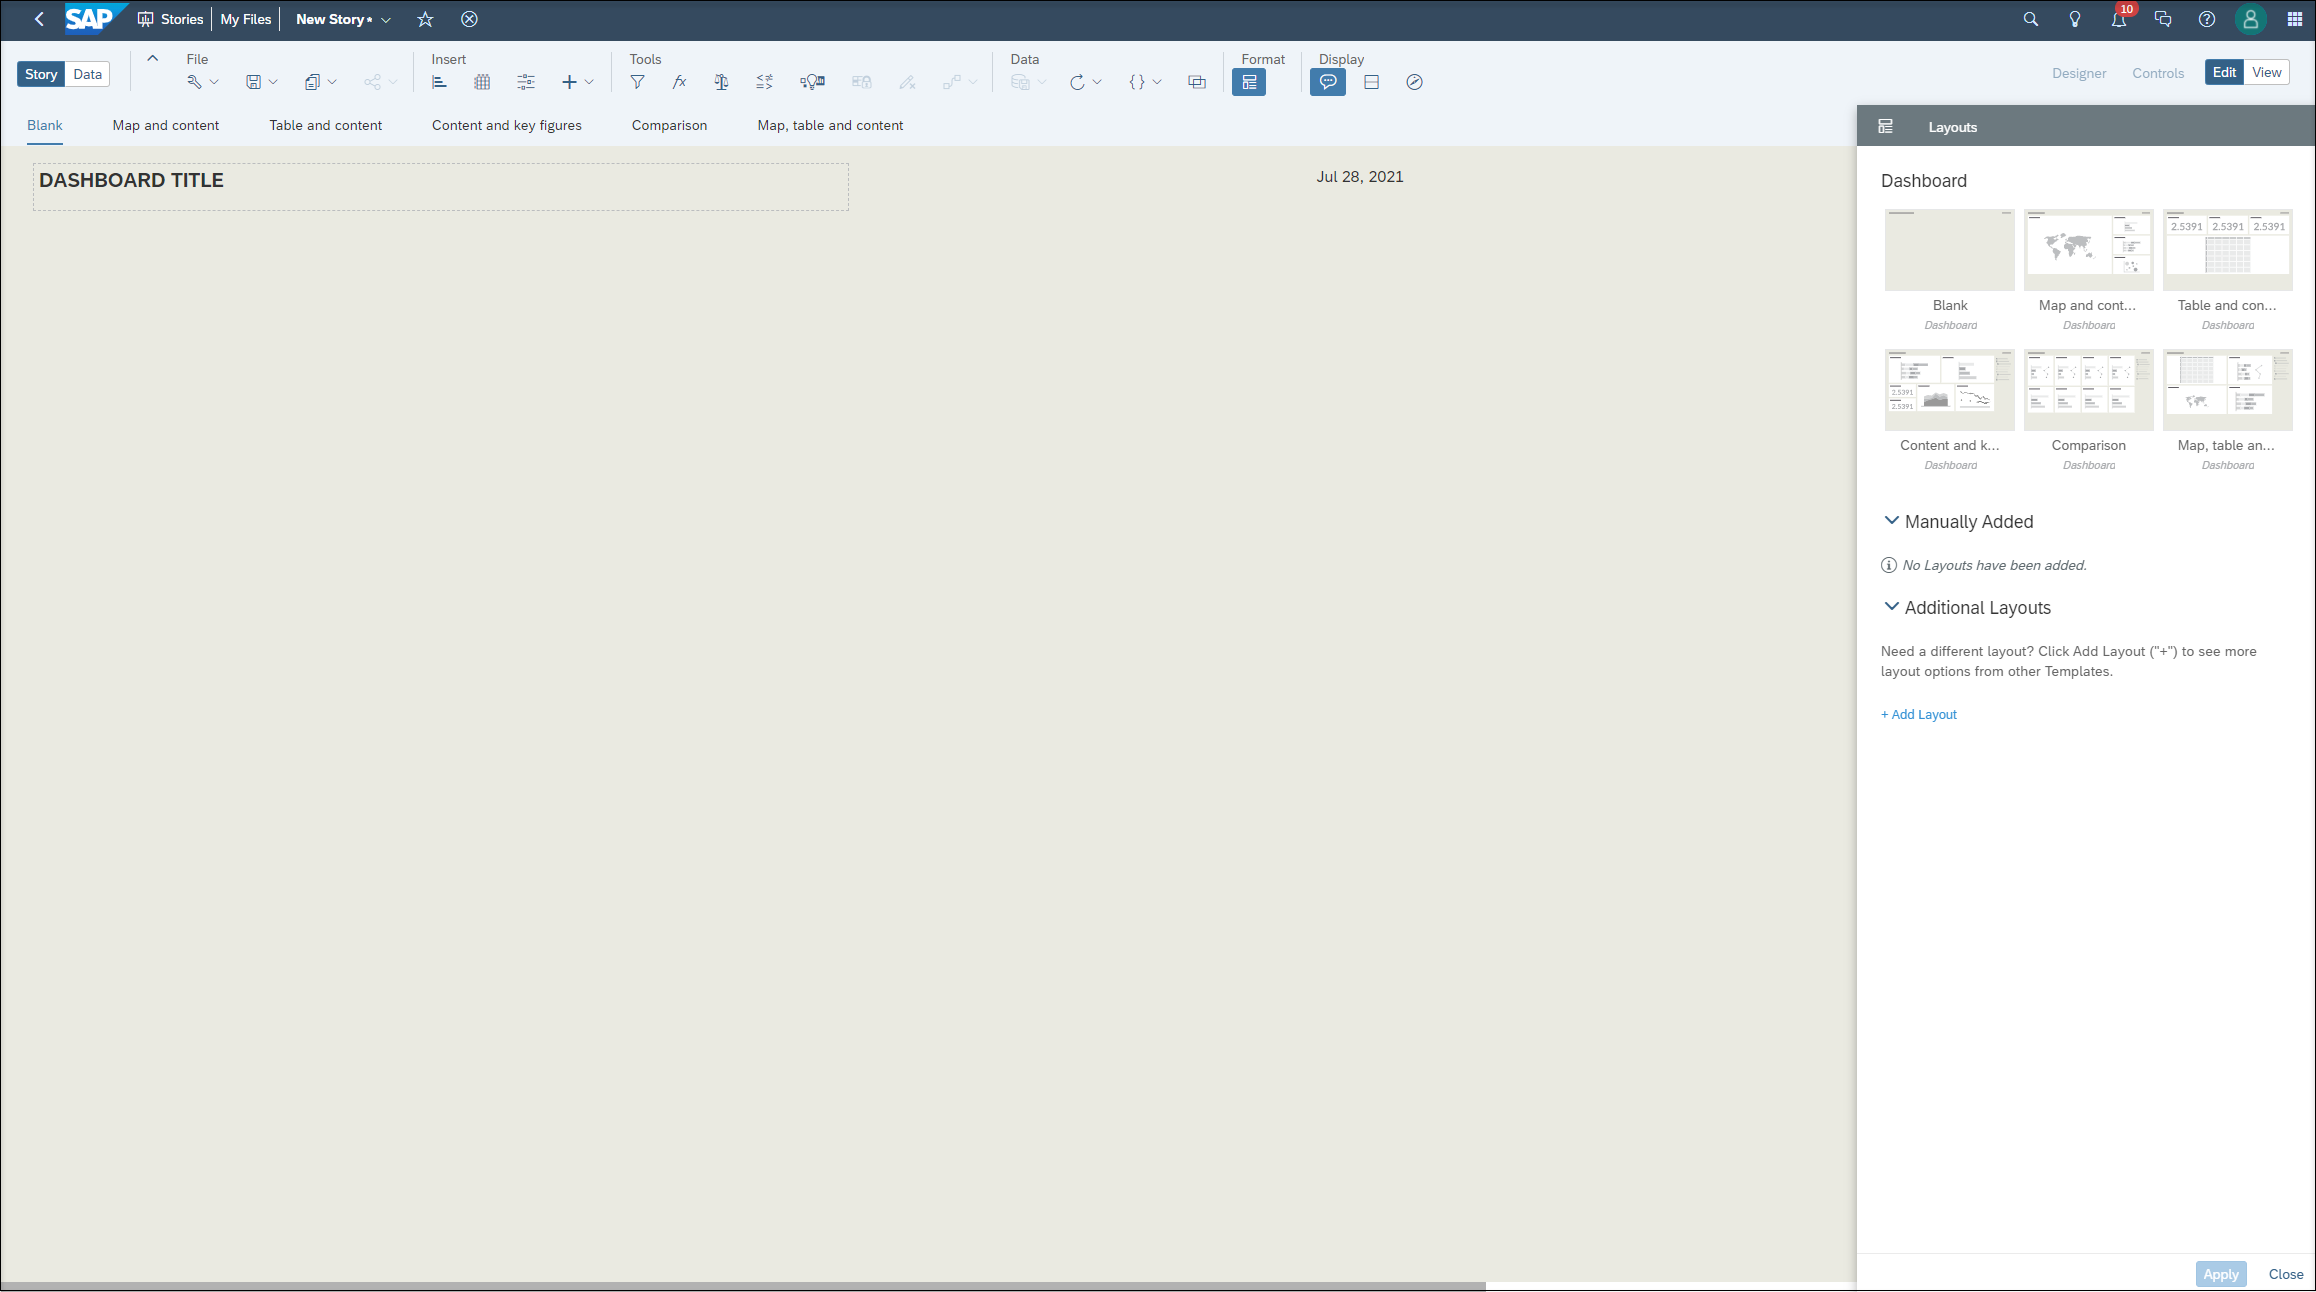 SAP Stories My Files New Story* 10
File Insert Tools Data Format Display
Story Data Designer Controls Edit View
Blank Map and content Table and content Content and key figures Comparison Map, table and content
Layouts
DASHBOARD TITLE
Jul 28, 2021
Dashboard
2.5391 2.5391 2.5391
Blank Map and cont... Table and con...
Dashboard Dashboard Dashboard
2.5391
2.5391
Content and k... Comparison Map, table an...
Dashboard Dashboard Dashboard
Manually Added
No Layouts have been added.
Additional Layouts
Need a different layout? Click Add Layout ("+") to see more
layout options from other Templates.
+ Add Layout
Apply Close